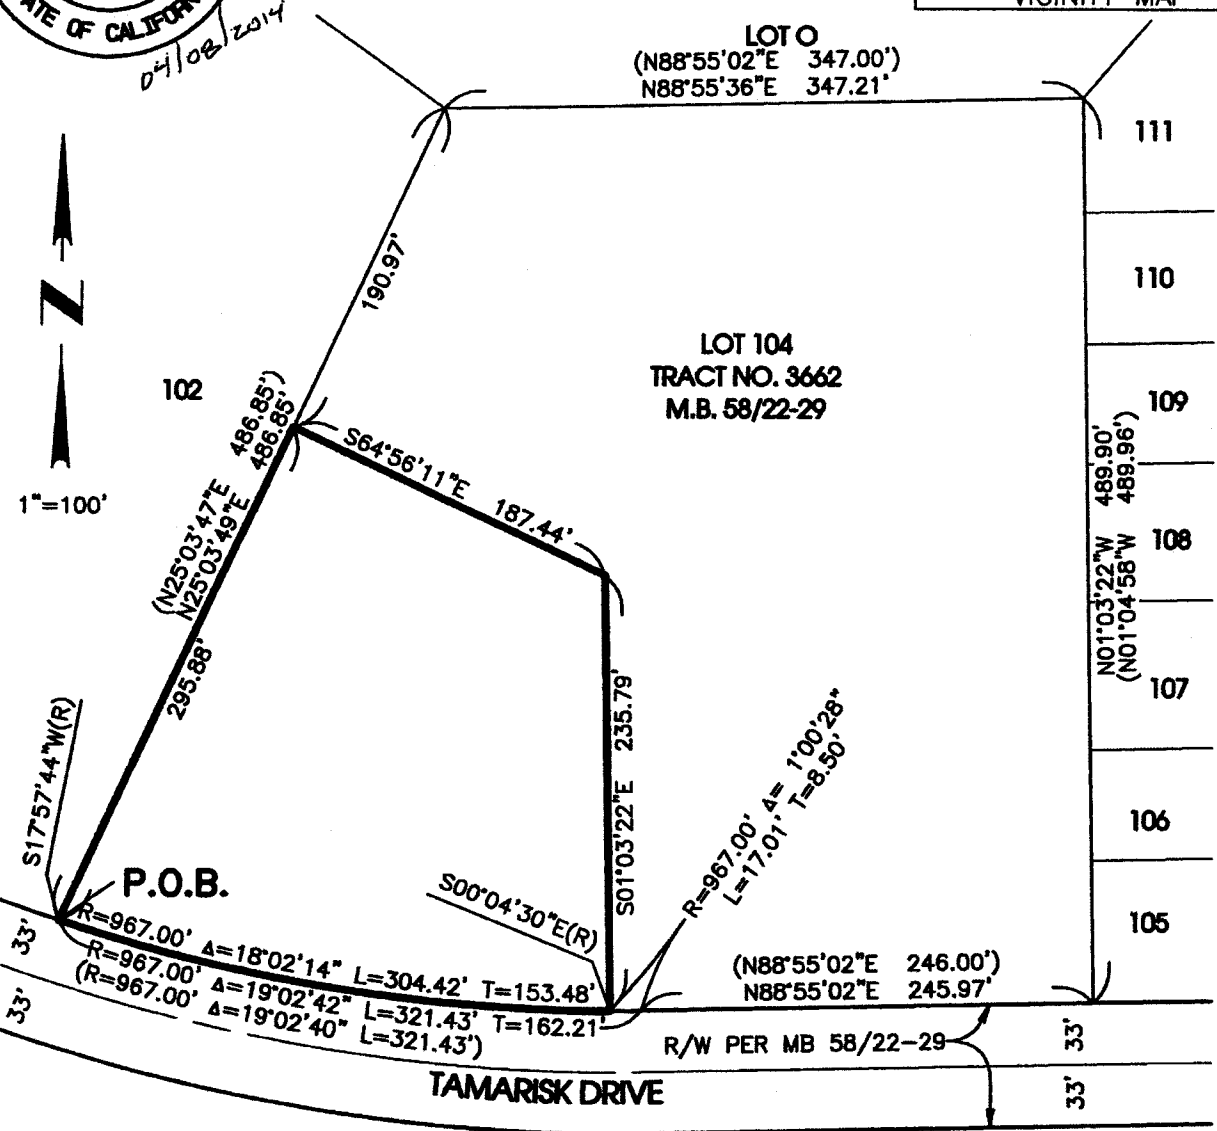 ATE OF CALIFORN
04/08/2014
VICINITY MAP
LOT O
(N88°55'02"E 347.00')
N88°55'36"E 347.21'
111
110
109
108
107
106
105
190.97'
LOT 104
TRACT NO. 3662
M.B. 58/22-29
N
1"=100'
102
(N25°03'47"E 486.85')
N25°03'49"E 486.85'
295.88'
S64°56'11"E 187.44'
S01°03'22"E 235.79'
N01°03'22"W 489.90'
(N01°04'58"W 489.96')
S17°57'44"W(R)
P.O.B.
S00°04'30"E(R)
R=967.00' Δ= 1°00'28"
L=17.01' T=8.50'
R=967.00' Δ=18°02'14" L=304.42' T=153.48'
R=967.00' Δ=19°02'42" L=321.43' T=162.21'
(R=967.00' Δ=19°02'40" L=321.43')
(N88°55'02"E 246.00')
N88°55'02"E 245.97'
33'
33'
R/W PER MB 58/22-29
33'
33'
TAMARISK DRIVE